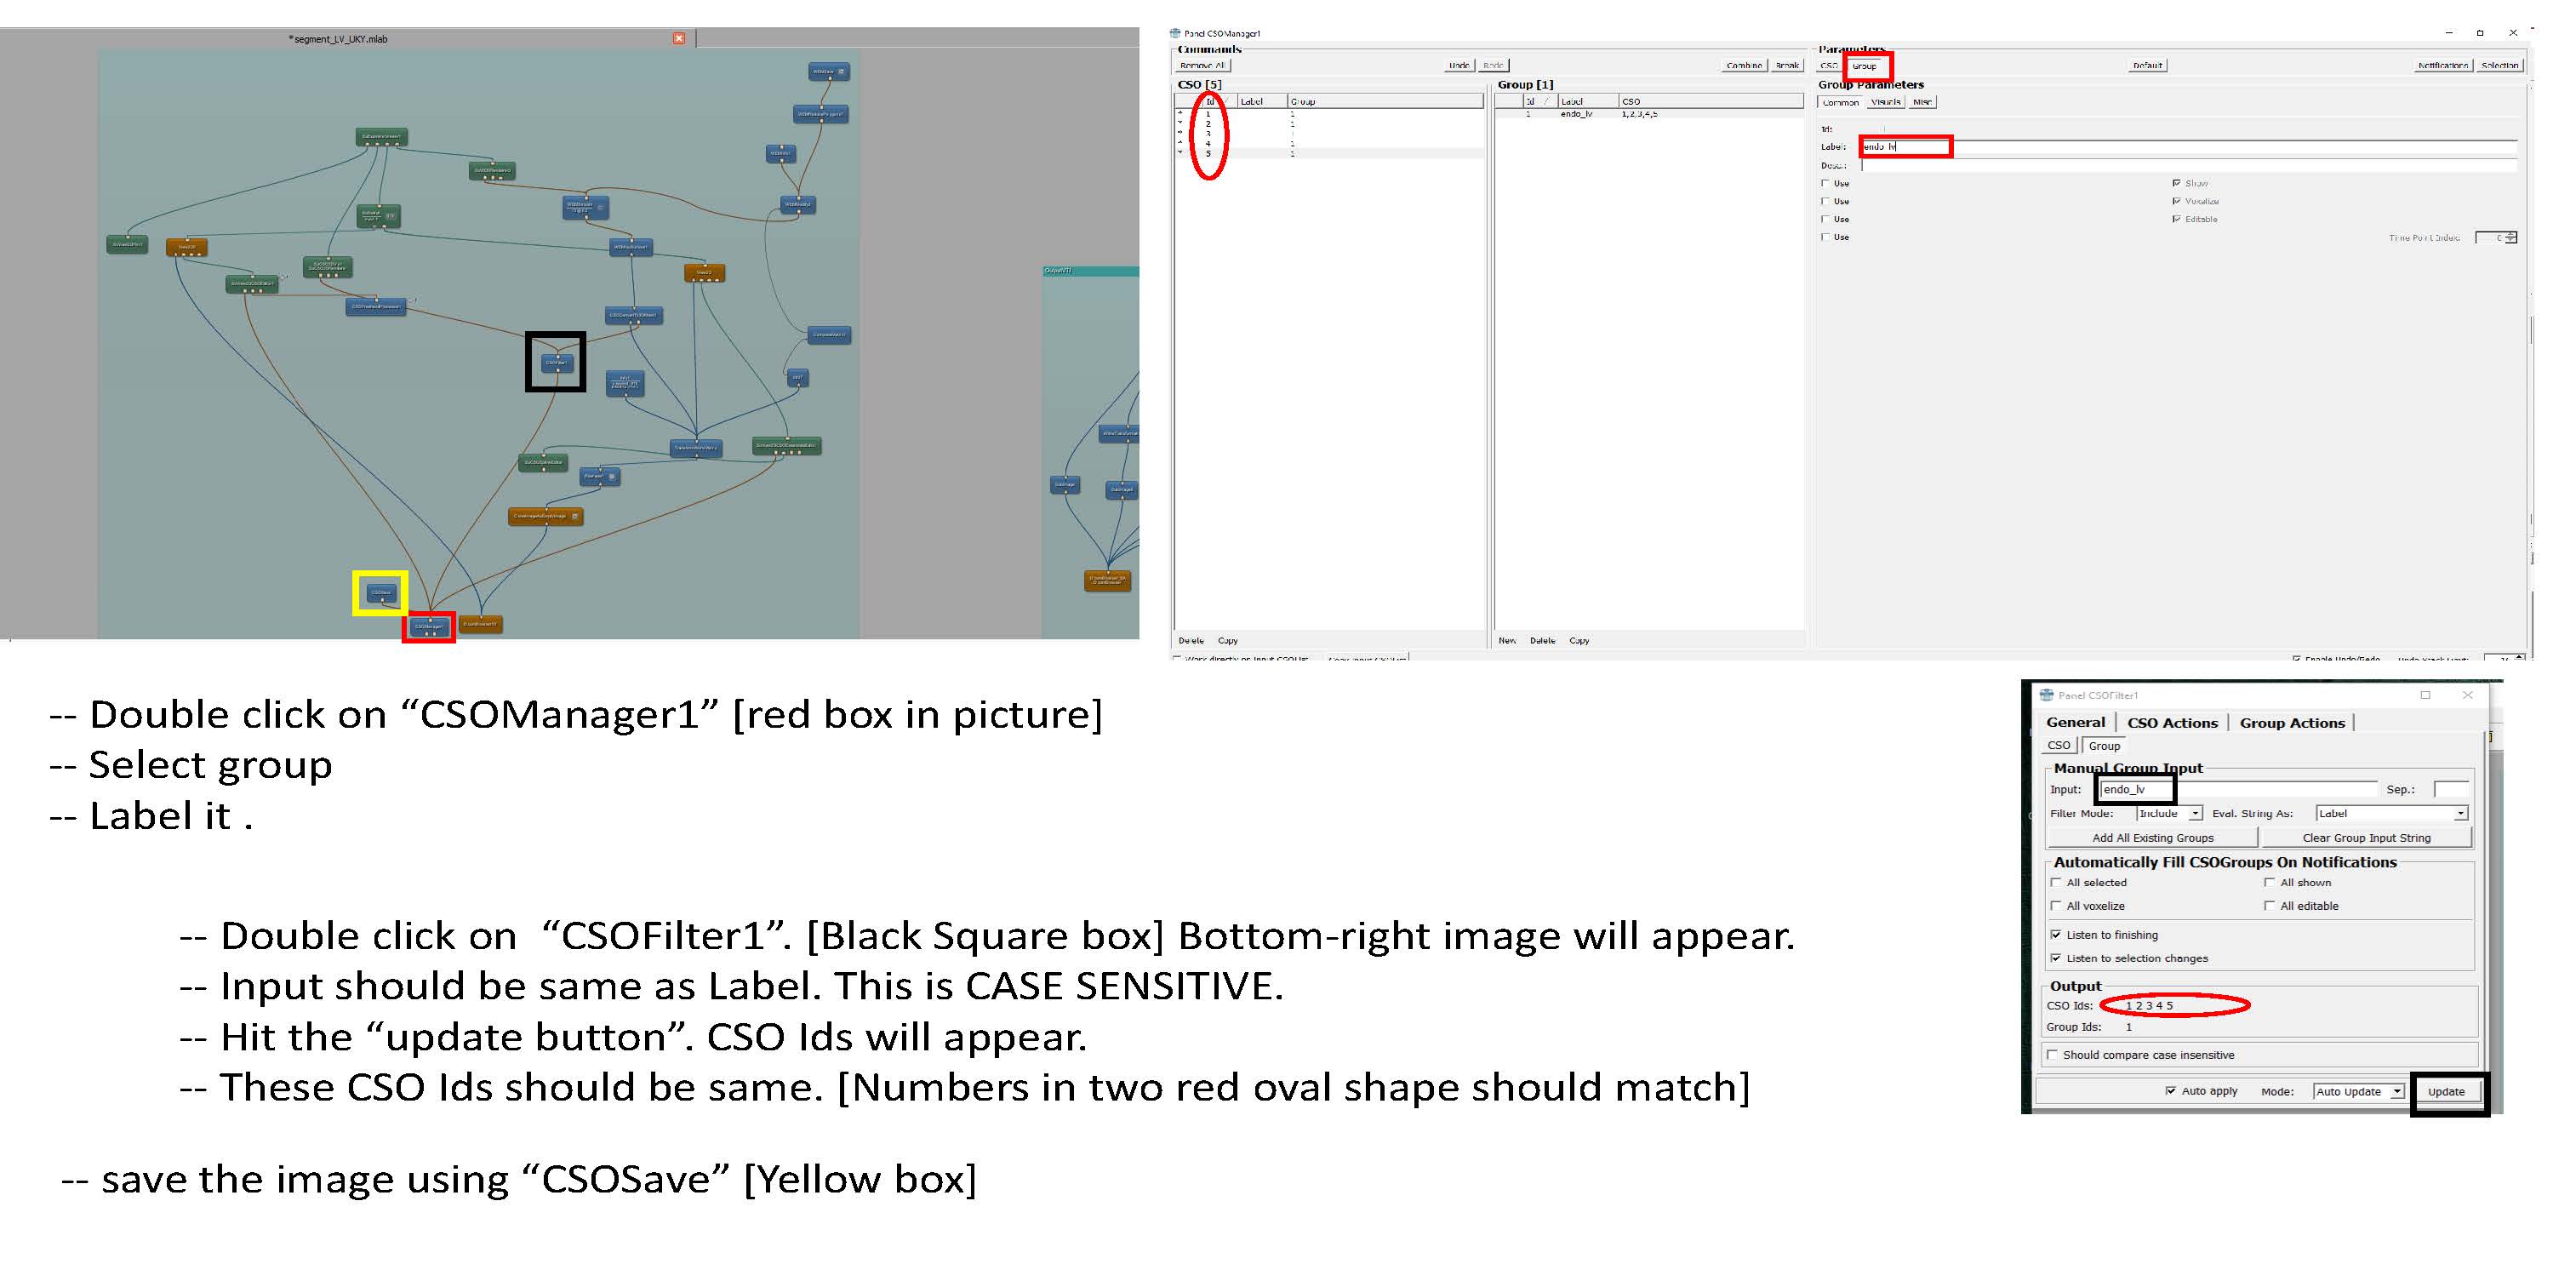 *segment_LV_UKY.mlab
Panel CSOManager1
Commands
Remove All Undo Redo Combine Break
CSO [5]
Id Label Group
1 1
2 1
3
4 1
5 1
Delete Copy
Group [1]
Id Label CSO
1 endo_lv 1,2,3,4,5
New Delete Copy
Parameters
CSO Group Default Notifications Selection
Group Parameters
Common Visuals Misc
Id:
Label: endo_lv
Desc.:
Use Show
Use Voxelize
Use Editable
Use Time Point Index: 0
-- Double click on “CSOManager1” [red box in picture]
-- Select group
-- Label it .
-- Double click on “CSOFilter1”. [Black Square box] Bottom-right image will appear.
-- Input should be same as Label. This is CASE SENSITIVE.
-- Hit the “update button”. CSO Ids will appear.
-- These CSO Ids should be same. [Numbers in two red oval shape should match]
-- save the image using “CSOSave” [Yellow box]
Panel CSOFilter1
General CSO Actions Group Actions
CSO Group
Manual Group Input
Input: endo_lv Sep.:
Filter Mode: Include Eval. String As: Label
Add All Existing Groups Clear Group Input String
Automatically Fill CSOGroups On Notifications
All selected All shown
All voxelize All editable
Listen to finishing
Listen to selection changes
Output
CSO Ids: 1 2 3 4 5
Group Ids: 1
Should compare case insensitive
Auto apply Mode: Auto Update Update